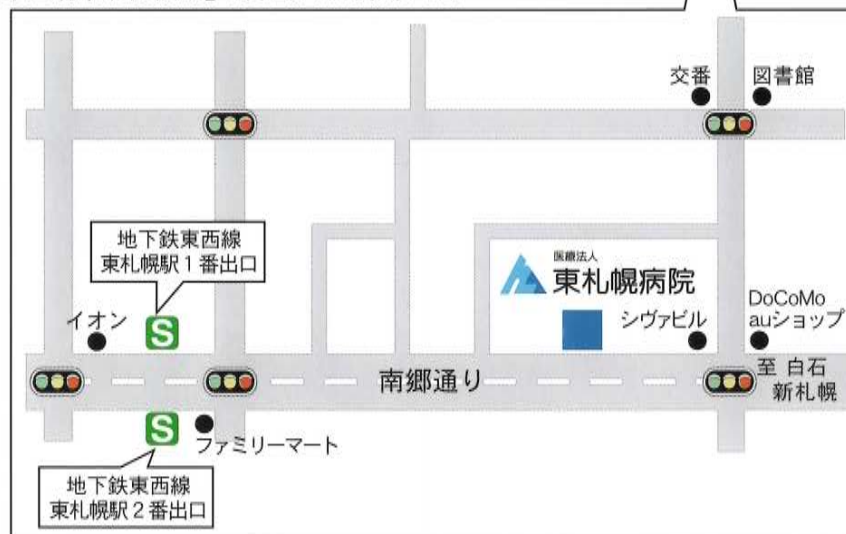 交番
図書館
地下鉄東西線
東札幌駅1番出口
医療法人
東札幌病院
イオン
S
シヴァビル
DoCoMo
auショップ
南郷通り
至 白石
新札幌
S
ファミリーマート
地下鉄東西線
東札幌駅2番出口